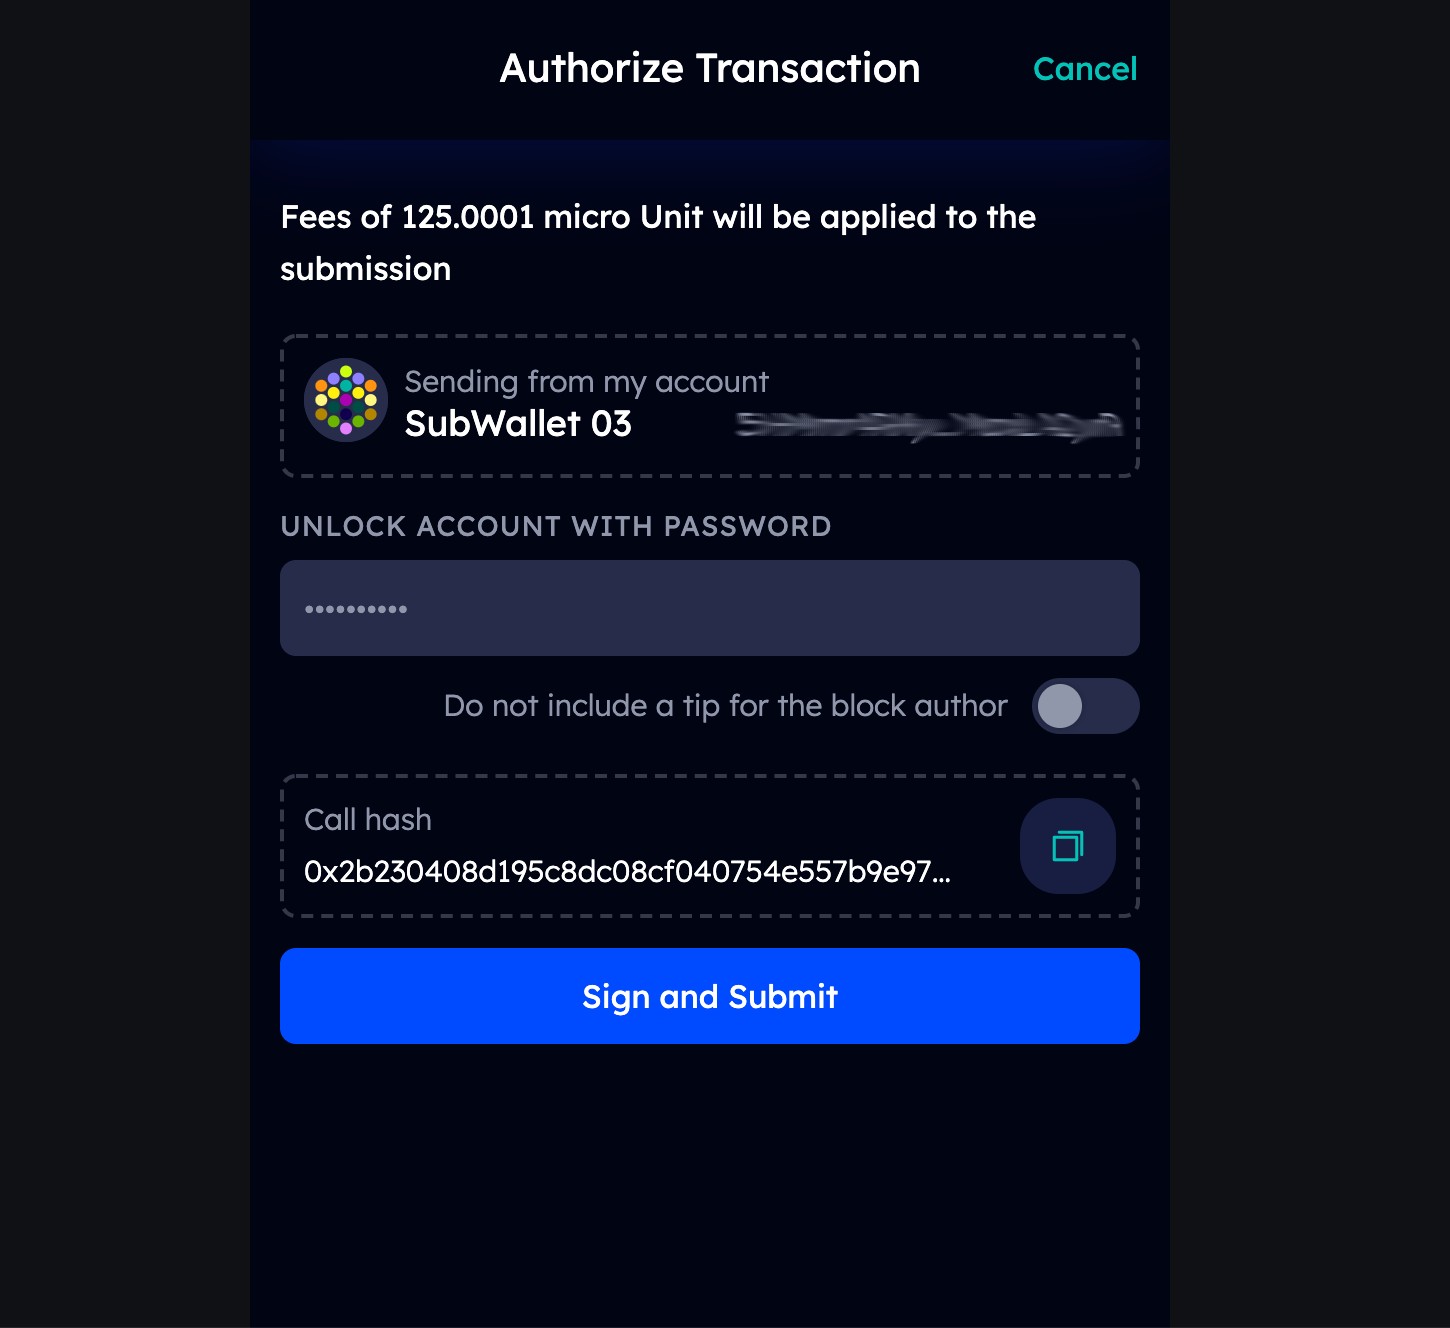 Authorize Transaction
Cancel
Fees of 125.0001 micro Unit will be applied to the
submission
Sending from my account
SubWallet 03
UNLOCK ACCOUNT WITH PASSWORD
••••••••••
Do not include a tip for the block author
Call hash
0x2b230408d195c8dc08cf040754e557b9e97...
Sign and Submit